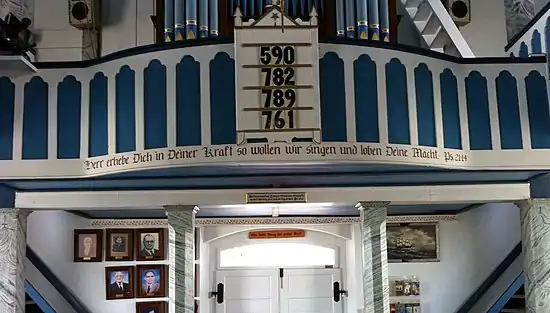 590
782
789
761
Herr erhebe Dich in Deiner Kraft so wollen wir singen und loben Deine Macht. Ps. 21.14